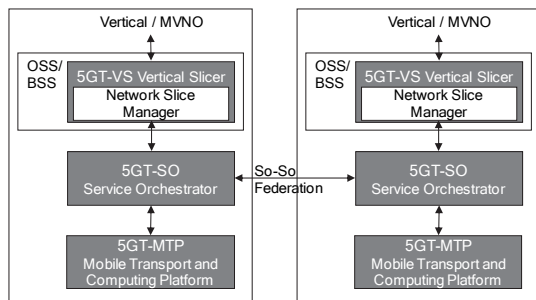 Vertical / MVNO
OSS/
BSS
5GT-VS Vertical Slicer
Network Slice
Manager
5GT-SO
Service Orchestrator
5GT-MTP
Mobile Transport and
Computing Platform
So-So
Federation
Vertical / MVNO
OSS/
BSS
5GT-VS Vertical Slicer
Network Slice
Manager
5GT-SO
Service Orchestrator
5GT-MTP
Mobile Transport and
Computing Platform